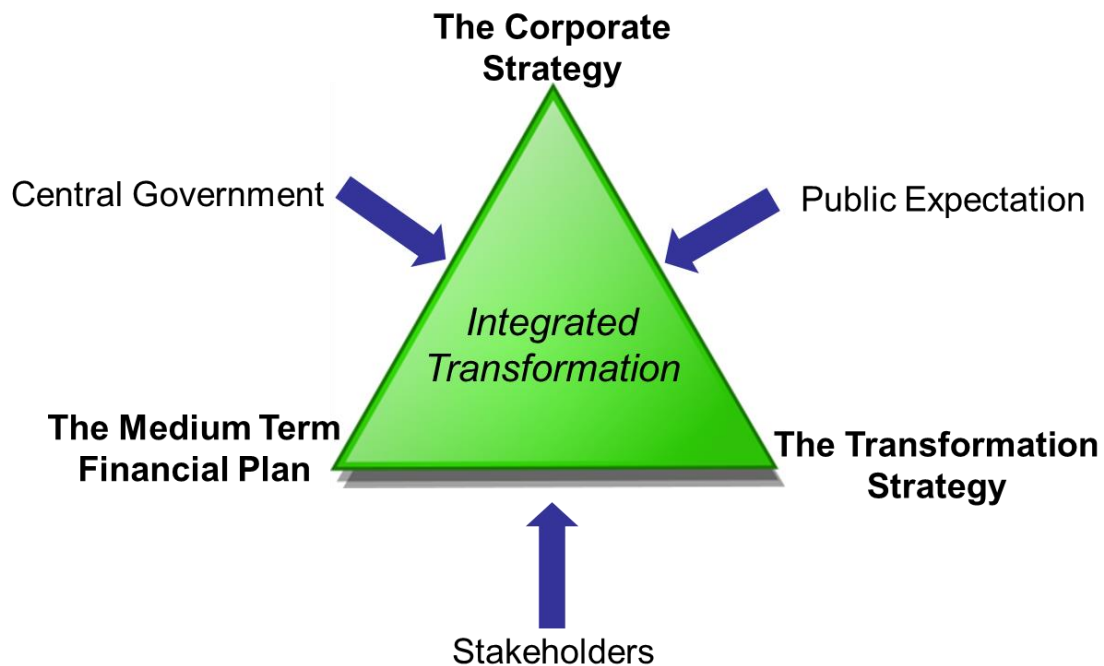 The Corporate
Strategy
Central Government
Public Expectation
Integrated
Transformation
The Medium Term
Financial Plan
The Transformation
Strategy
Stakeholders